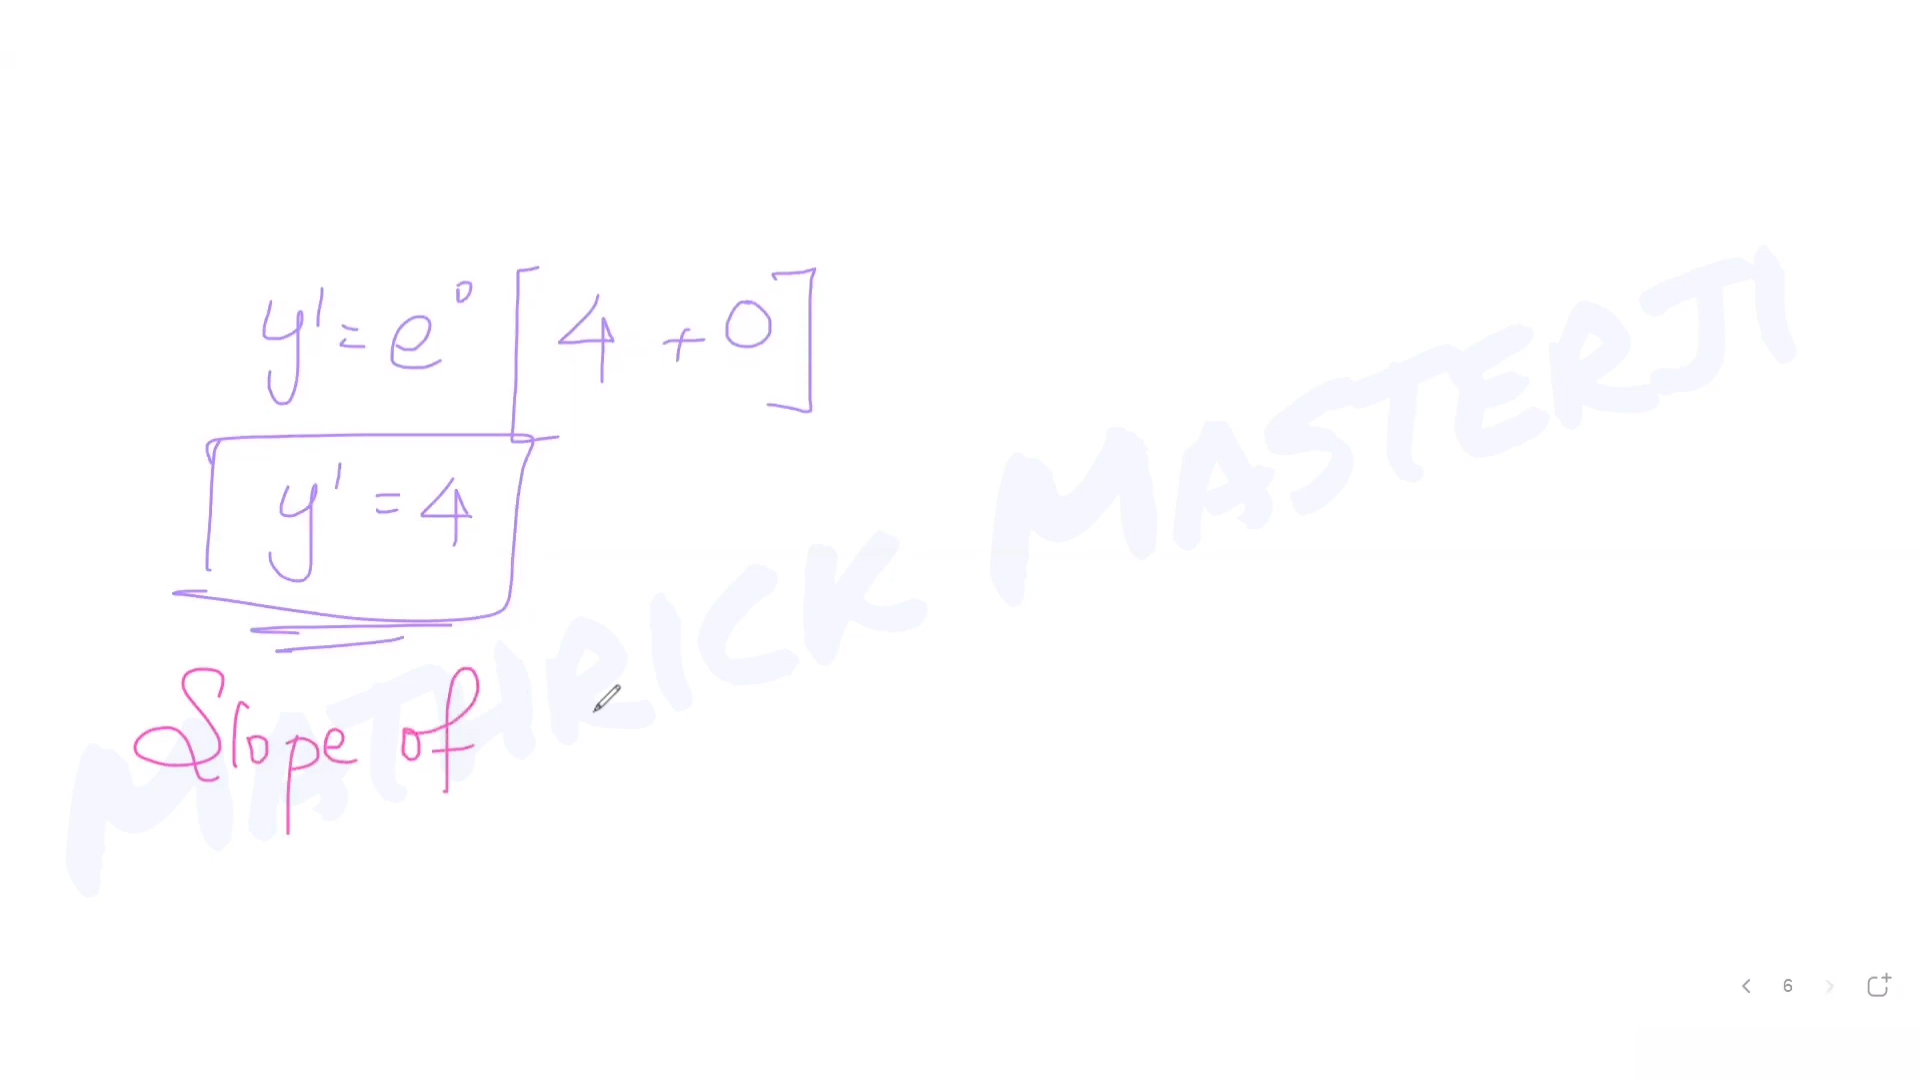 y' = e⁰ [4 + 0]
y' = 4
Slope of
MATHRICK MASTERJI
6